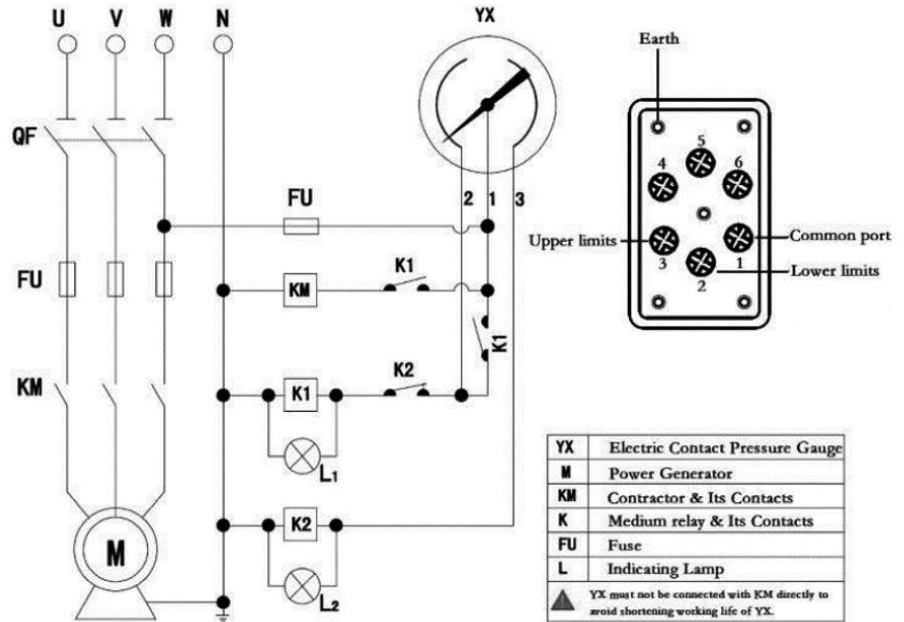 U V W N YX
QF
FU
2 1 3
FU
KM
K1
K1
KM
K2
K1
L1
K2
M
L2
Earth
5
4 6
Upper limits
Common port
3 1
Lower limits
2
YX Electric Contact Pressure Gauge
M Power Generator
KM Contractor & Its Contacts
K Medium relay & Its Contacts
FU Fuse
L Indicating Lamp
YX must not be connected with KM directly to
avoid shortening working life of YX.